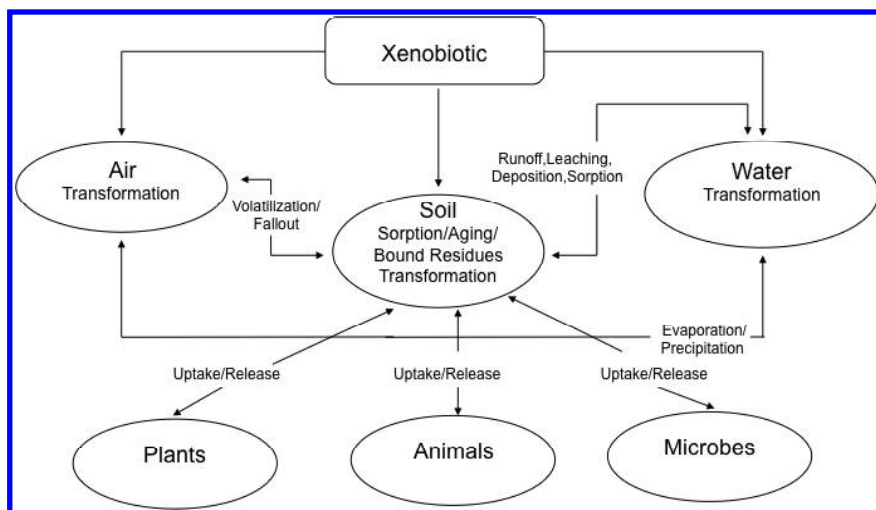 Xenobiotic
Air
Transformation
Runoff,Leaching,
Deposition,Sorption
Water
Transformation
Volatilization/
Fallout
Soil
Sorption/Aging/
Bound Residues
Transformation
Evaporation/
Precipitation
Uptake/Release
Uptake/Release
Uptake/Release
Plants
Animals
Microbes